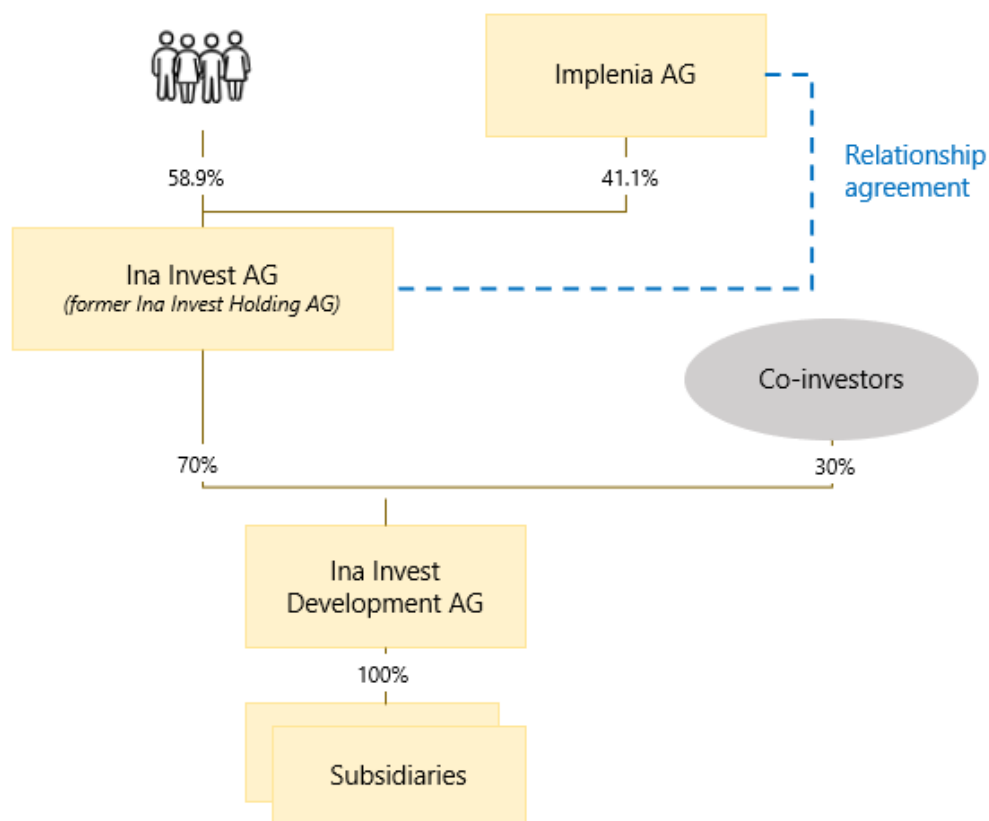 Implenia AG
58.9%
41.1%
Relationship
agreement
Ina Invest AG
(former Ina Invest Holding AG)
Co-investors
70%
30%
Ina Invest
Development AG
100%
Subsidiaries